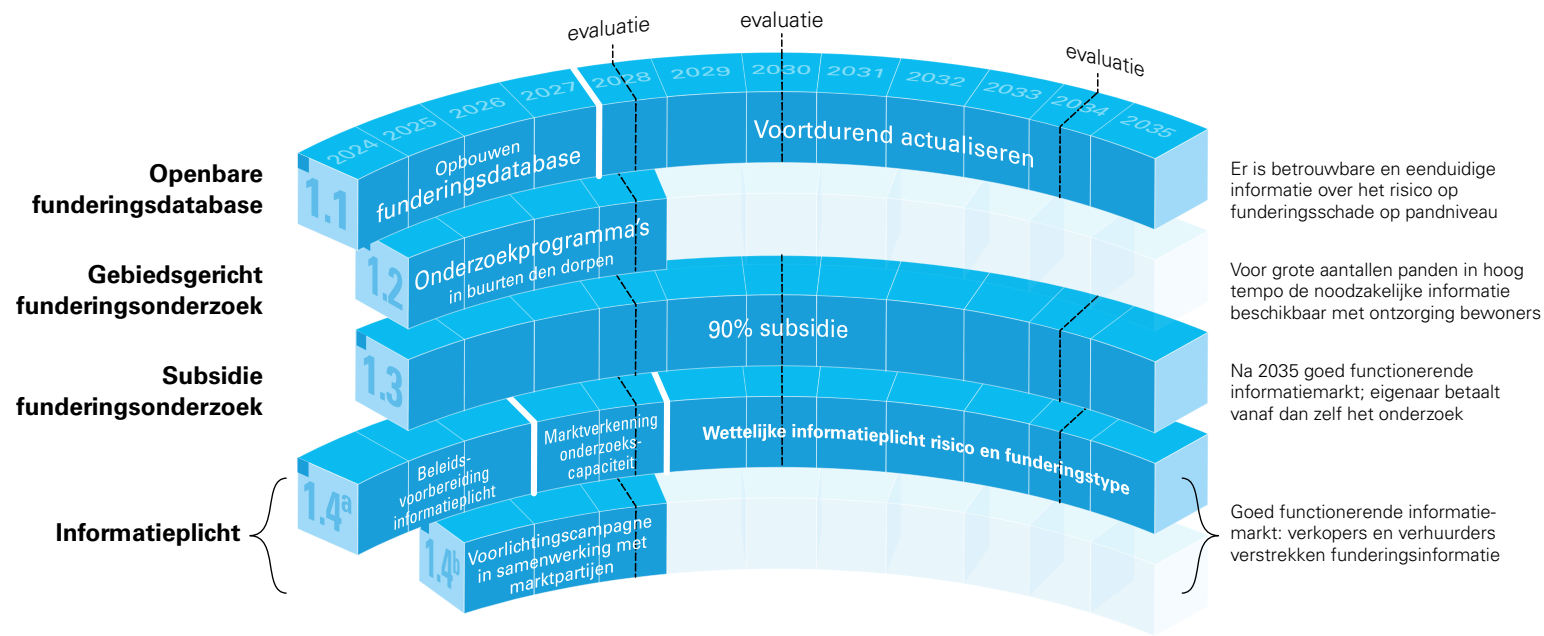 evaluatie
evaluatie
evaluatie
2024
2025
2026
2027
2028
2029
2030
2031
2032
2033
2034
2035
Openbare
funderingsdatabase
1.1
Opbouwen
funderingsdatabase
Voortdurend actualiseren
Er is betrouwbare en eenduidige
informatie over het risico op
funderingsschade op pandniveau
Gebiedsgericht
funderingsonderzoek
1.2
Onderzoekprogramma's
in buurten den dorpen
Voor grote aantallen panden in hoog
tempo de noodzakelijke informatie
beschikbaar met ontzorging bewoners
Subsidie
funderingsonderzoek
1.3
90% subsidie
Na 2035 goed functionerende
informatiemarkt; eigenaar betaalt
vanaf dan zelf het onderzoek
Informatieplicht
1.4a
Beleids-
voorbereiding
informatieplicht
Marktverkenning
onderzoeks-
capaciteit
Wettelijke informatieplicht risico en funderingstype
1.4b
Voorlichtingscampagne
in samenwerking met
marktpartijen
Goed functionerende informatie-
markt: verkopers en verhuurders
verstrekken funderingsinformatie